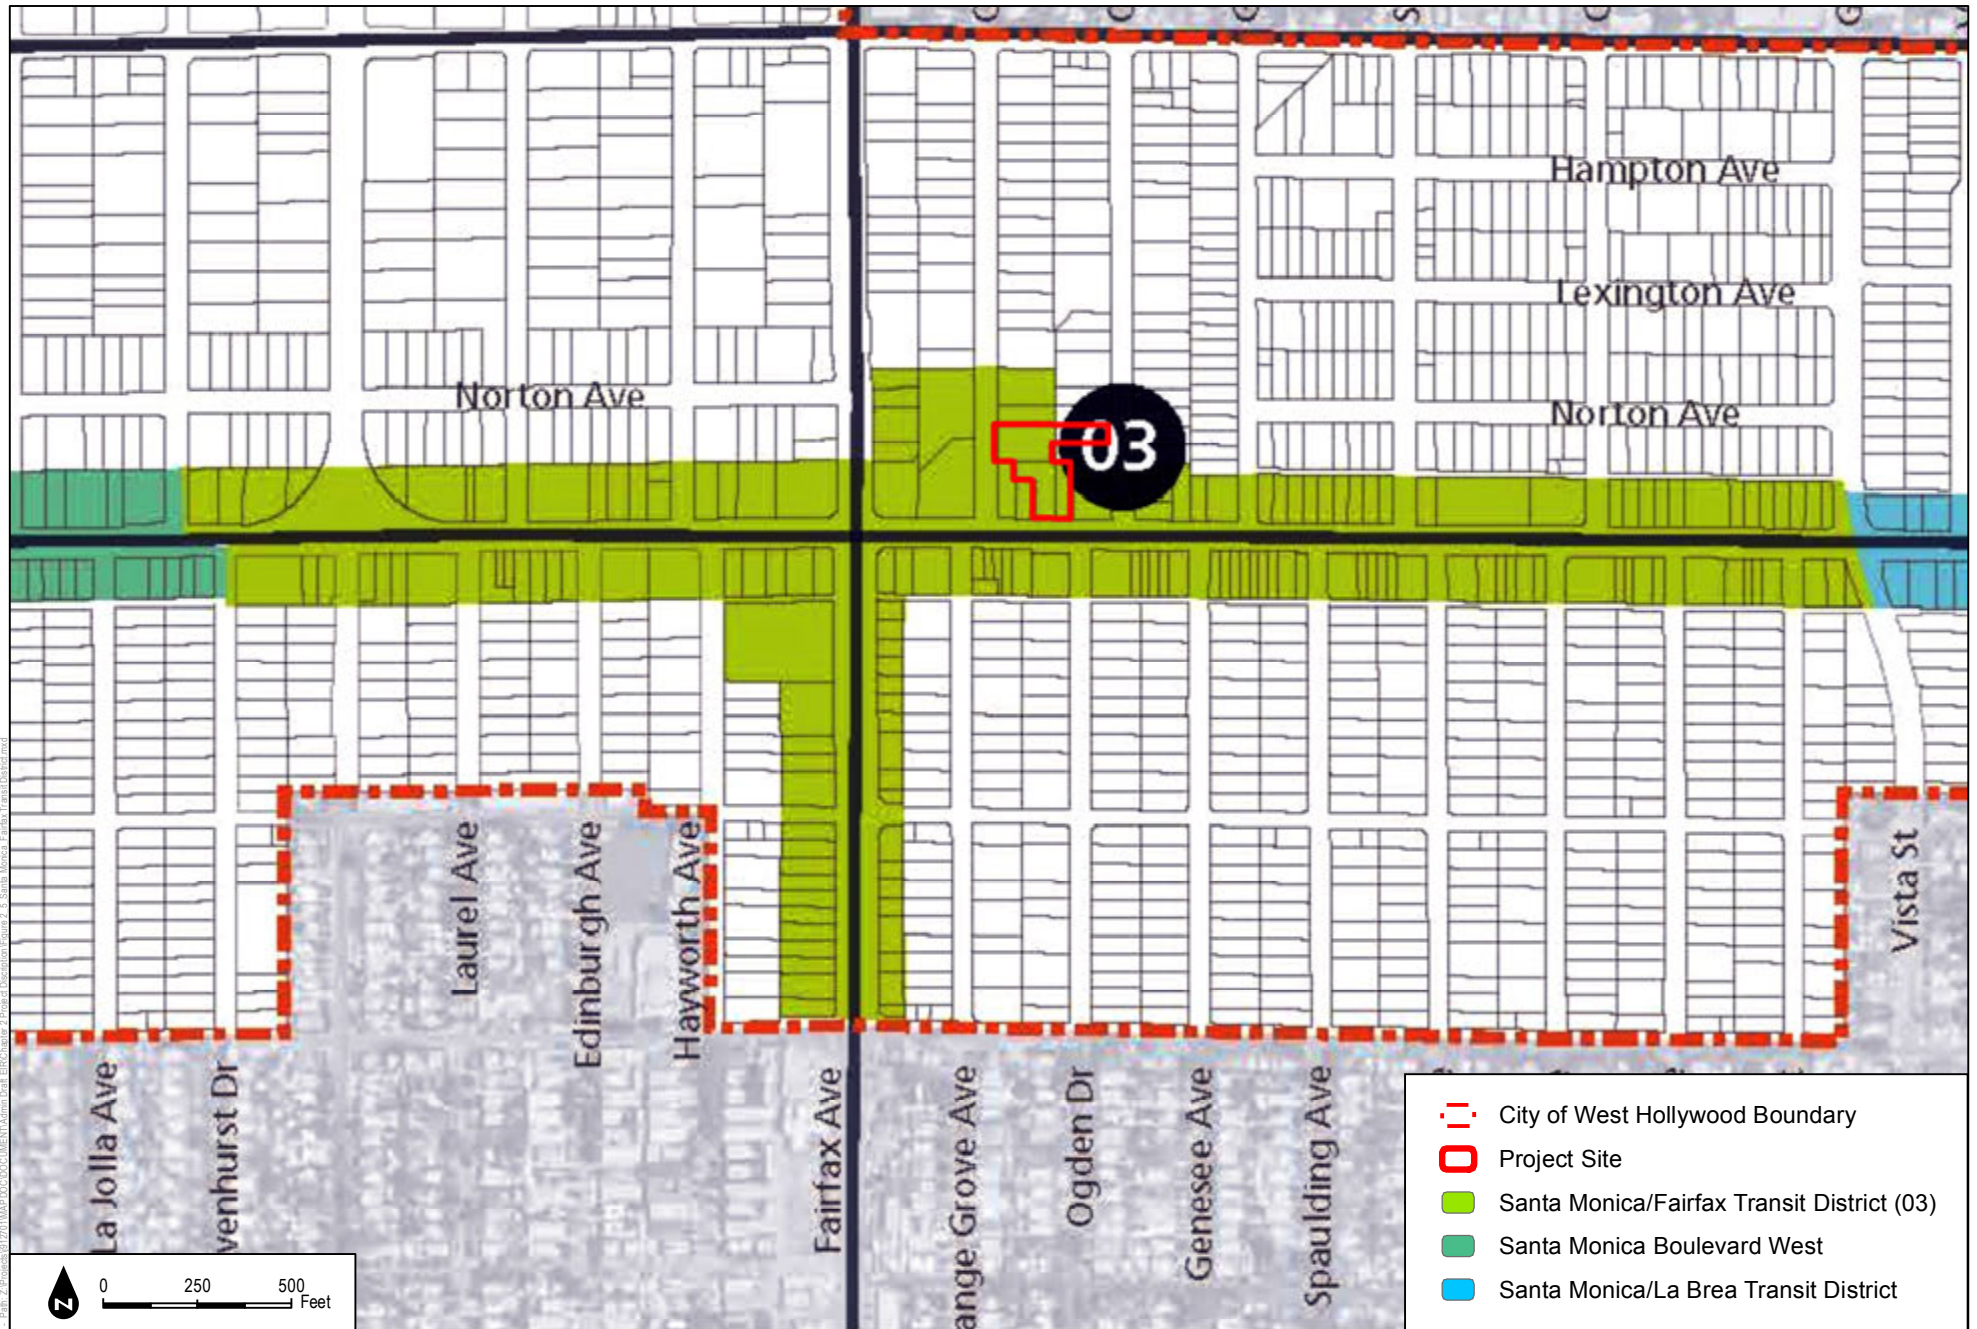 Hampton Ave
Lexington Ave
Norton Ave
Norton Ave
03
Laurel Ave
Edinburgh Ave
Hayworth Ave
Vista St
La Jolla Ave
venhurst Dr
Fairfax Ave
ange Grove Ave
Ogden Dr
Genesee Ave
Spaulding Ave
City of West Hollywood Boundary
Project Site
Santa Monica/Fairfax Transit District (03)
Santa Monica Boulevard West
Santa Monica/La Brea Transit District
Z
0 250 500
Feet